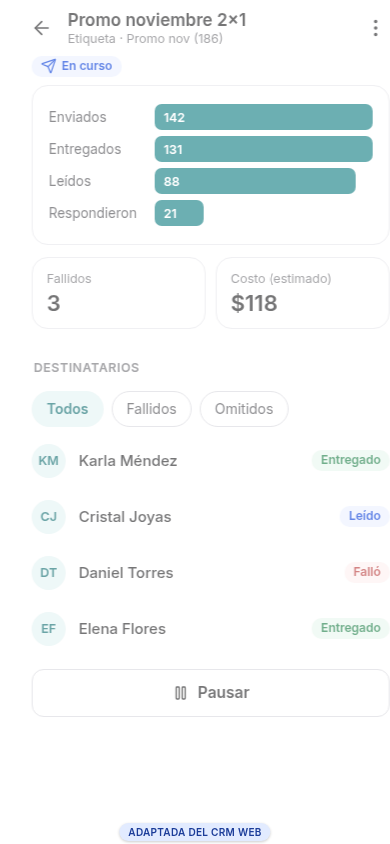 Promo noviembre 2×1
Etiqueta · Promo nov (186)
En curso
Enviados 142
Entregados 131
Leídos 88
Respondieron 21
Fallidos
3
Costo (estimado)
$118
DESTINATARIOS
Todos Fallidos Omitidos
KM Karla Méndez Entregado
CJ Cristal Joyas Leído
DT Daniel Torres Falló
EF Elena Flores Entregado
Pausar
ADAPTADA DEL CRM WEB